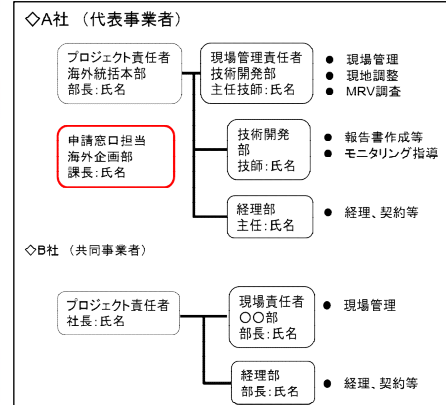 ◇A社 （代表事業者）
プロジェクト責任者
海外統括本部
部長：氏名
現場管理責任者
技術開発部
主任技師：氏名
● 現場管理
● 現地調整
● MRV調査
申請窓口担当
海外企画部
課長：氏名
技術開発
部
技師：氏名
● 報告書作成等
● モニタリング指導
経理部
主任：氏名
● 経理、契約等
◇B社 （共同事業者）
プロジェクト責任者
社長：氏名
現場責任者
○○部
部長：氏名
● 現場管理
経理部
部長：氏名
● 経理、契約等